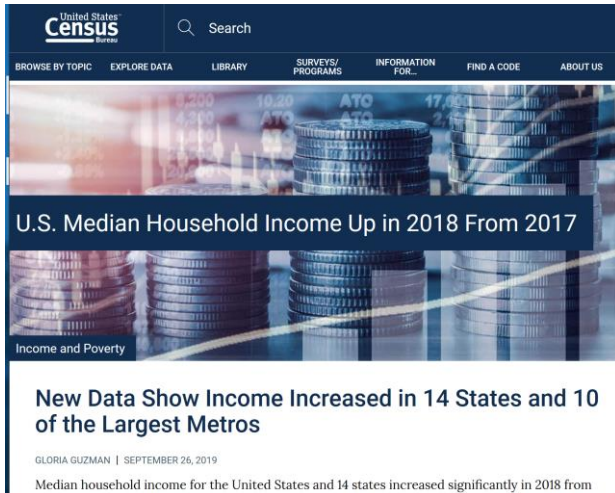 United States™
Census
Bureau
Search
BROWSE BY TOPIC
EXPLORE DATA
LIBRARY
SURVEYS/
PROGRAMS
INFORMATION
FOR...
FIND A CODE
ABOUT US
U.S. Median Household Income Up in 2018 From 2017
Income and Poverty
New Data Show Income Increased in 14 States and 10
of the Largest Metros
GLORIA GUZMAN | SEPTEMBER 26, 2019
Median household income for the United States and 14 states increased significantly in 2018 from